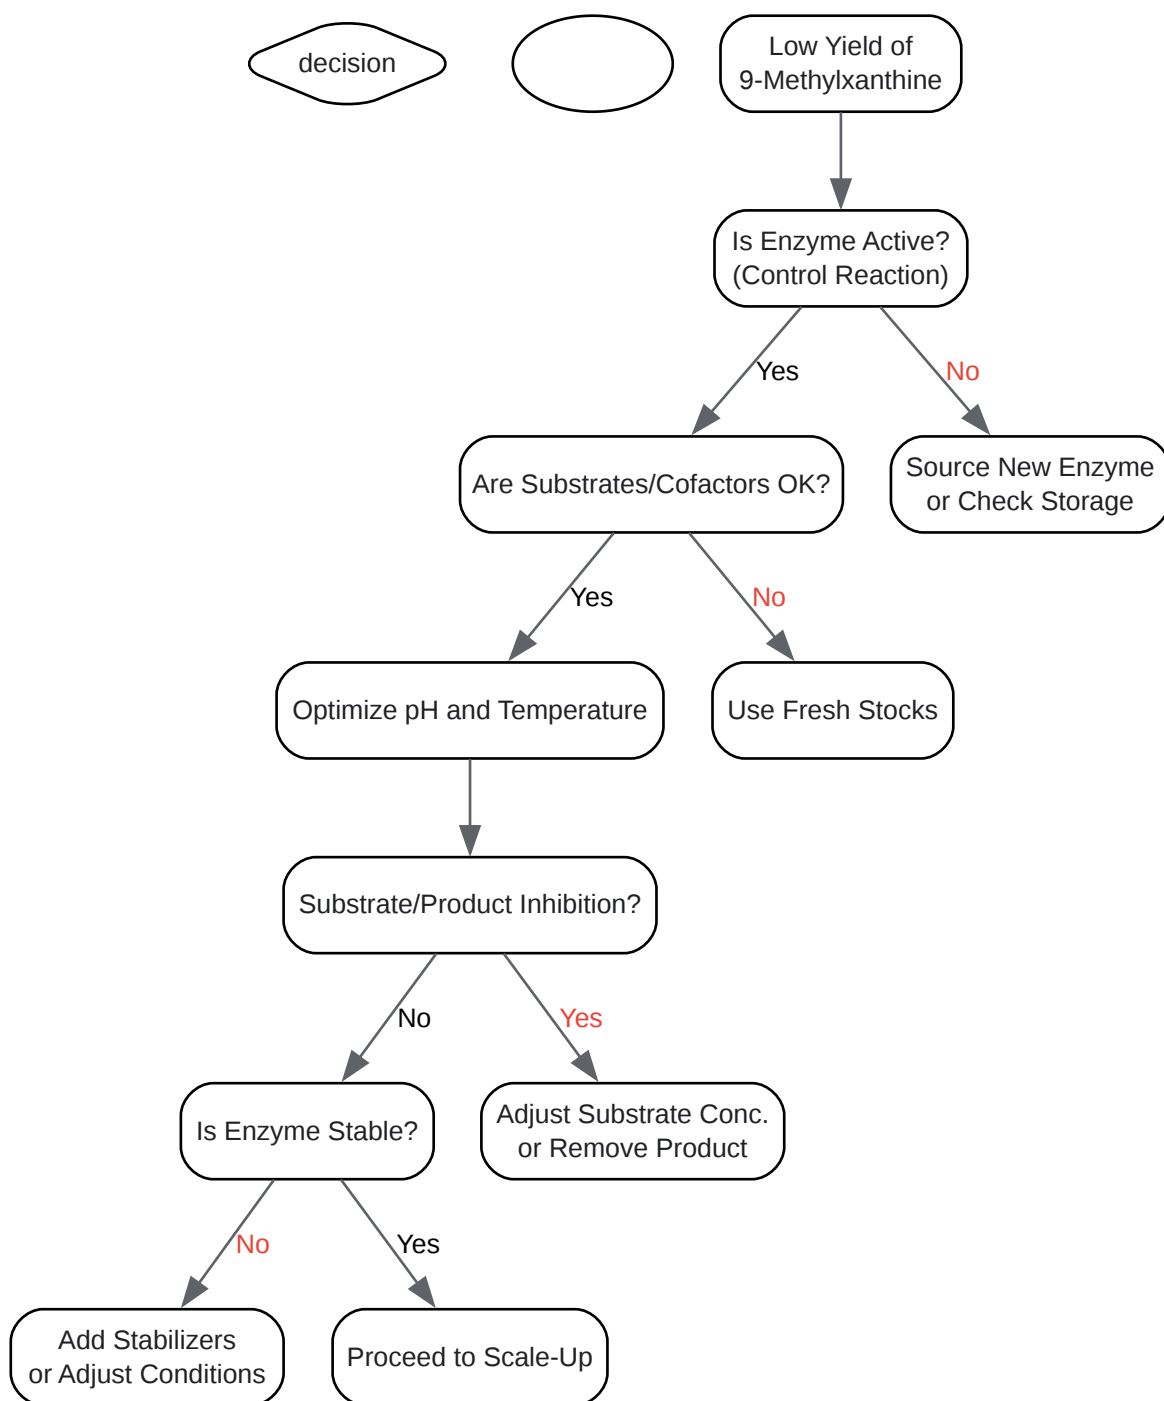 decision
Low Yield of
9-Methylxanthine
Is Enzyme Active?
(Control Reaction)
Yes
No
Are Substrates/Cofactors OK?
Source New Enzyme
or Check Storage
Yes
No
Optimize pH and Temperature
Use Fresh Stocks
Substrate/Product Inhibition?
No
Yes
Is Enzyme Stable?
Adjust Substrate Conc.
or Remove Product
No
Yes
Add Stabilizers
or Adjust Conditions
Proceed to Scale-Up